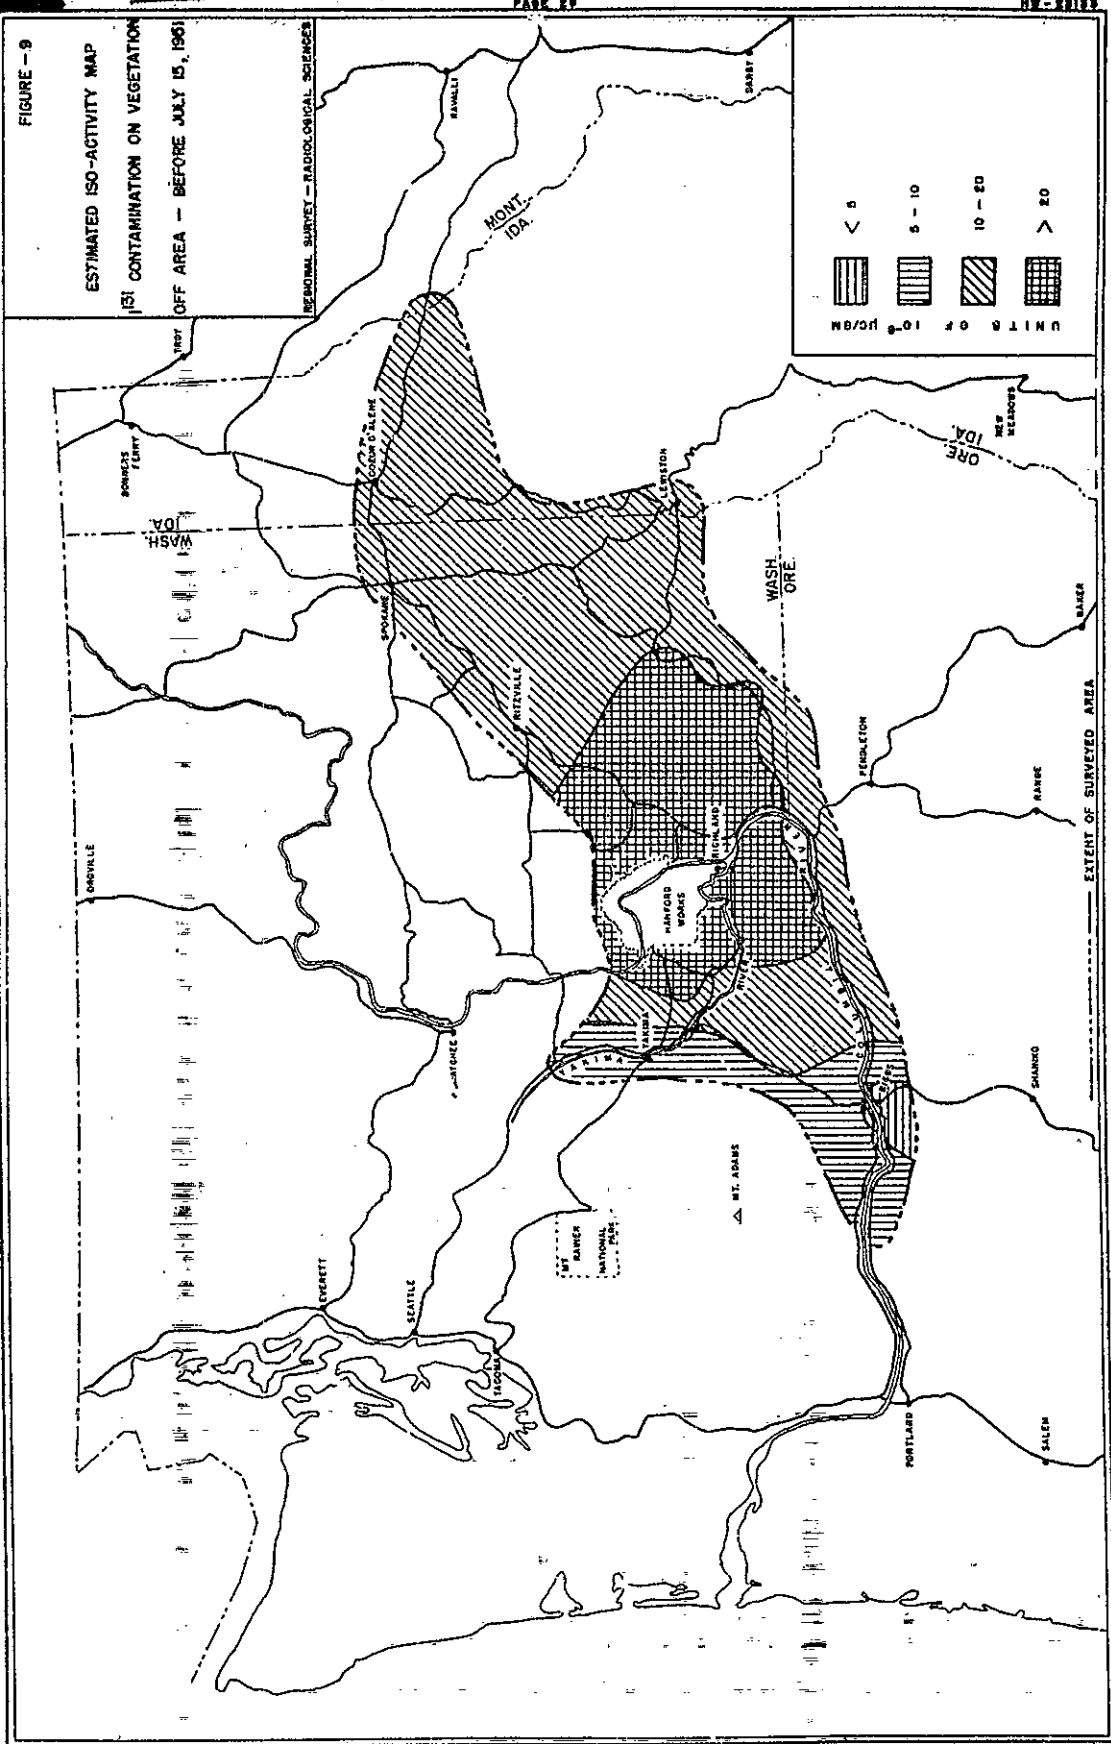 FIGURE - 9
ESTIMATED ISO-ACTIVITY MAP
I131 CONTAMINATION ON VEGETATION
OFF AREA - BEFORE JULY 15, 1951
REGIONAL SURVEY - RADIOLOGICAL SCIENCES
RAVALLI
DARBY
MONT.
IDA.
TROY
BONNERS
FERRY
COEUR D'ALENE
WASH.
IDA.
SPOKANE
LEWISTON
NEW
MEADOWS
ORE.
IDA.
WASH.
ORE.
RITZVILLE
OROVILLE
BAKER
PENDLETON
RANGE
RICHLAND
HANFORD
WORKS
RIVER
YAKIMA
YAKIMA
RIVER
COLUMBIA
SHANIKO
MT. ADAMS
MT
RAINIER
NATIONAL
PARK
EVERETT
SEATTLE
TACOMA
PORTLAND
SALEM
UNITS OF 10-6 µC/GM
< 5
5 - 10
10 - 20
> 20
EXTENT OF SURVEYED AREA